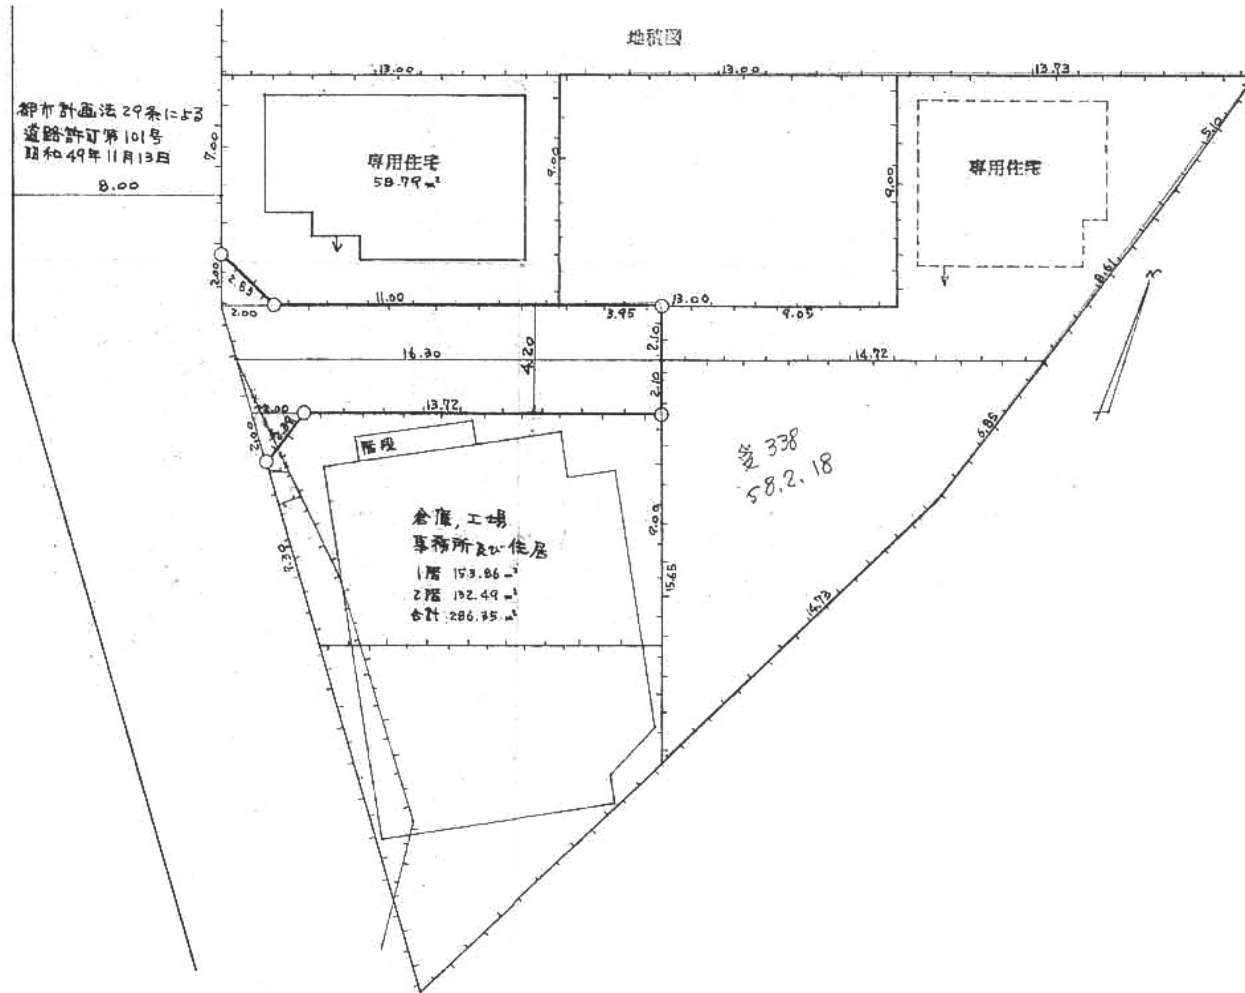 地積図
13.00
13.00
13.73
都市計画法29条による
道路許可第101号
昭和49年11月13日
8.00
7.00
専用住宅
58.79㎡
9.00
9.00
専用住宅
5.10
8.61
2.00
2.83
2.00
11.00
3.95
13.00
9.05
2.10
16.30
4.20
14.72
2.10
2.00
13.72
2.39
2.00
6.85
階段
受338
58.2.18
倉庫,工場
事務所及び住居
1階 153.86㎡
2階 132.49㎡
合計 286.35㎡
9.00
15.65
14.73